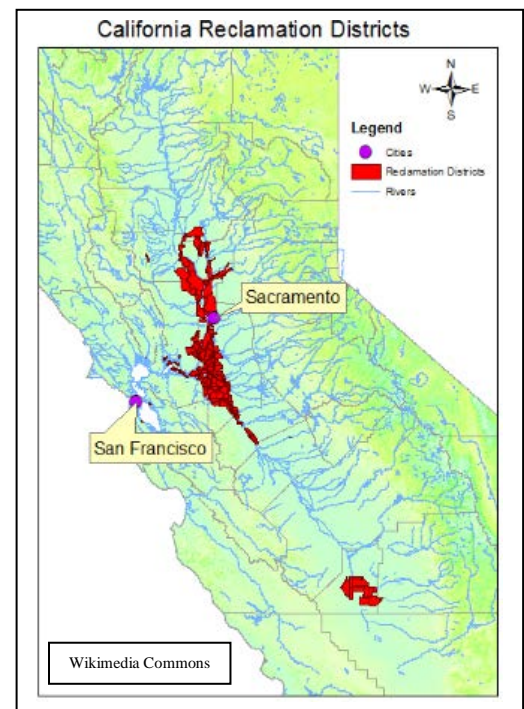 California Reclamation Districts
N
W E
S
Legend
Cities
Reclamation Districts
Rivers
Sacramento
San Francisco
Wikimedia Commons